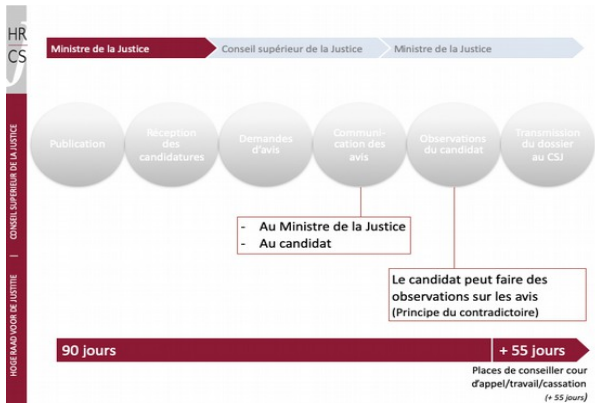 HR
CS
J
Ministre de la Justice
Conseil supérieur de la Justice
Ministre de la Justice
Publication
Réception
des
candidatures
Demandes
d'avis
Communi-
cation des
avis
Observations
du candidat
Transmission
du dossier
au CSJ
- Au Ministre de la Justice
- Au candidat
Le candidat peut faire des
observations sur les avis
(Principe du contradictoire)
HOGE RAAD VOOR DE JUSTITIE | CONSEIL SUPERIEUR DE LA JUSTICE
90 jours
+ 55 jours
Places de conseiller cour
d'appel/travail/cassation
(+ 55 jours)